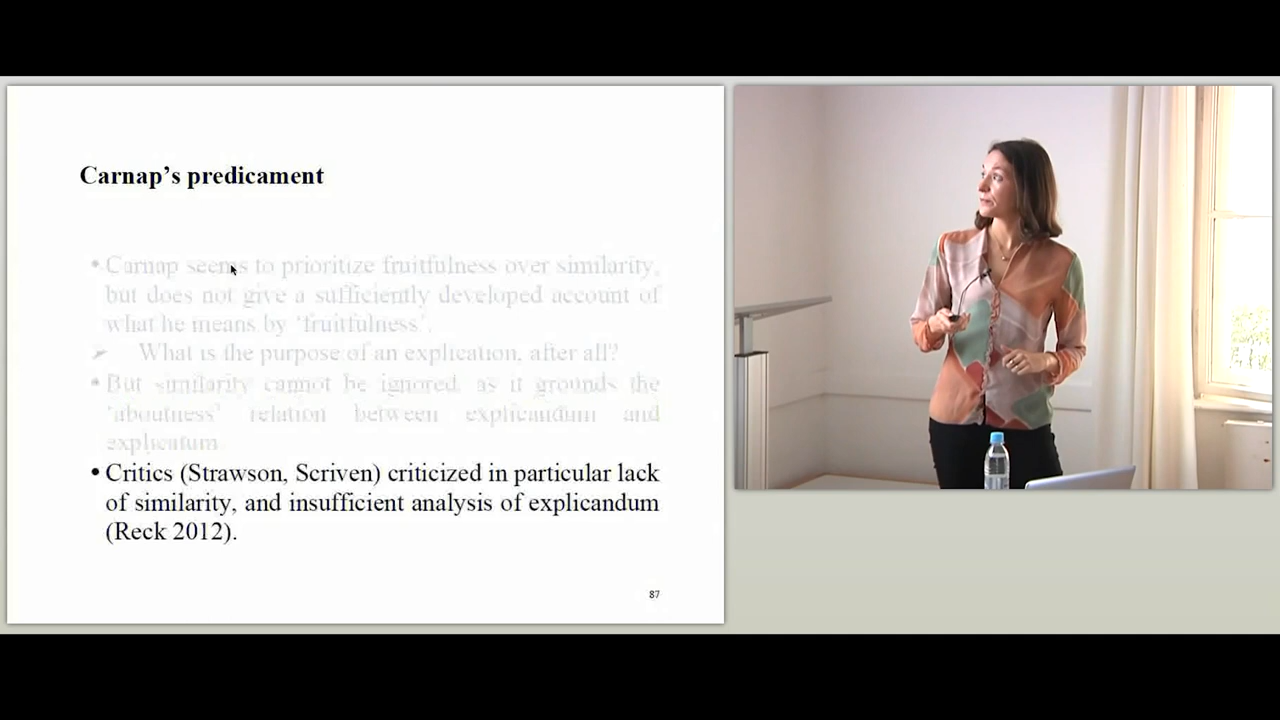 Carnap’s predicament
• Carnap seems to prioritize fruitfulness over similarity,
but does not give a sufficiently developed account of
what he means by ‘fruitfulness’.
➢ What is the purpose of an explication, after all?
• But similarity cannot be ignored, as it grounds the
‘aboutness’ relation between explicandum and
explicatum
• Critics (Strawson, Scriven) criticized in particular lack
of similarity, and insufficient analysis of explicandum
(Reck 2012).
87